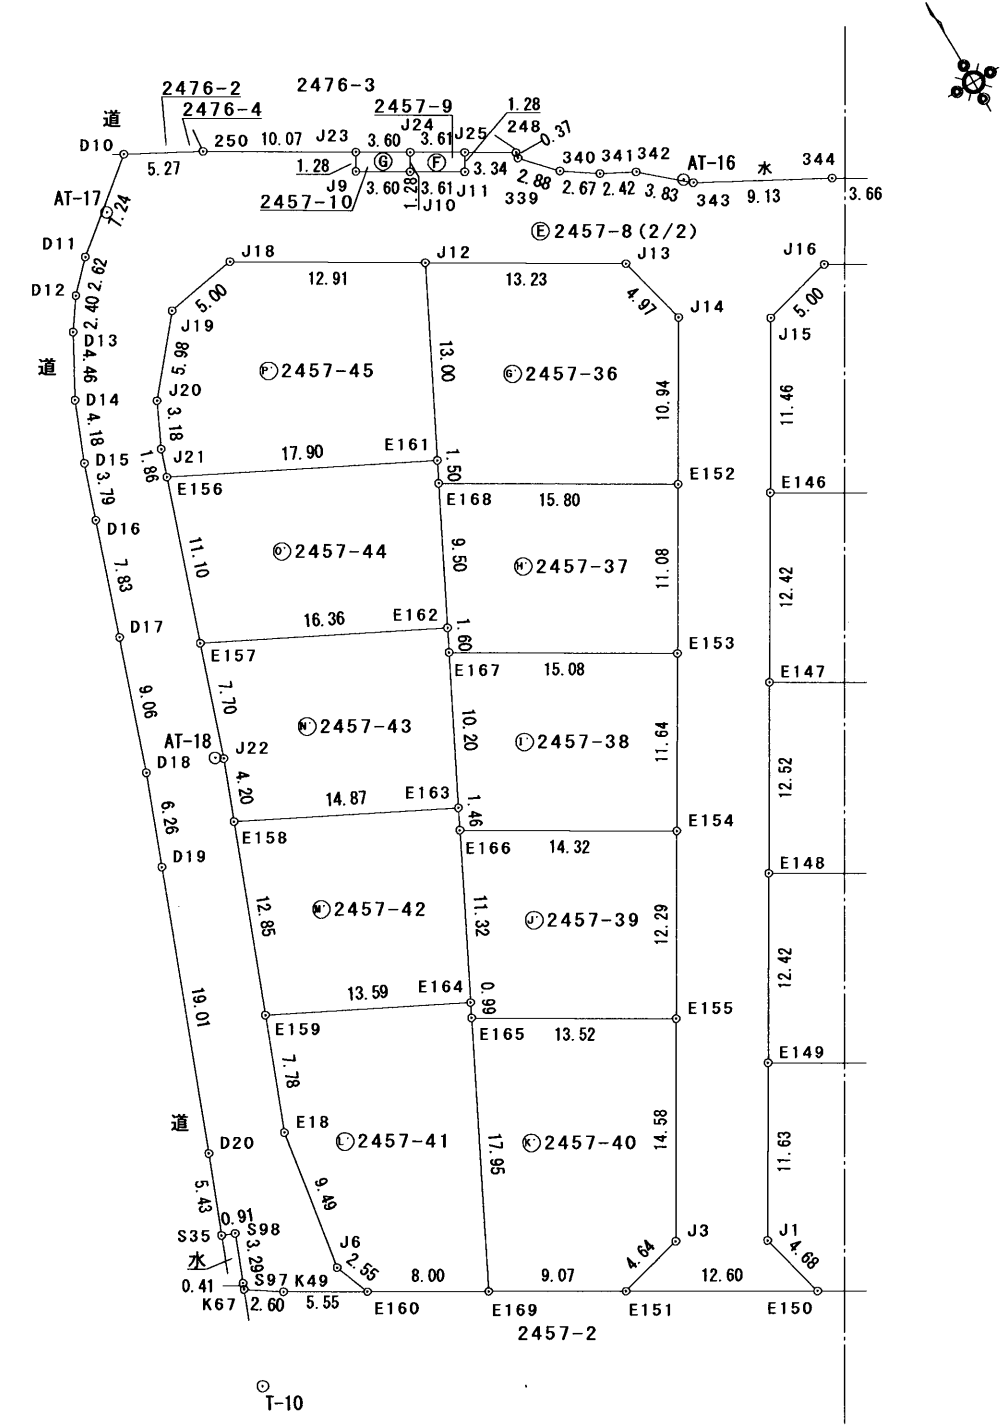 2476-3
2476-2
2476-4
2457-9
1.28
道
D10
250
10.07
J23
3.60
J24
3.61
J25
248
0.37
5.27
G
F
1.28
340
341
342
AT-16
水
344
J9
3.60
1.28
3.61
J11
3.34
2.88
2.67
2.42
3.83
343
9.13
3.66
2457-10
J10
339
AT-17
7.24
E
2457-8(2/2)
D11
2.62
J18
J12
J13
J16
12.91
13.23
D12
2.40
5.00
4.97
5.00
J19
J14
J15
D13
道
4.46
5.86
P'
2457-45
13.00
G'
2457-36
10.94
11.46
D14
J20
4.18
3.18
D15
J21
1.86
17.90
E161
1.50
E152
E146
3.79
E156
E168
15.80
D16
7.83
11.10
O'
2457-44
9.50
H'
2457-37
11.08
12.42
D17
16.36
E162
1.60
E153
E157
E167
15.08
E147
9.06
7.70
N'
2457-43
10.20
I'
2457-38
11.64
12.52
AT-18
J22
D18
4.20
14.87
E163
1.46
E154
6.26
E158
E166
14.32
D19
E148
12.85
M'
2457-42
11.32
J'
2457-39
12.29
12.42
19.01
13.59
E164
0.99
E155
E159
E165
13.52
E149
7.78
道
D20
E18
L'
2457-41
17.95
K'
2457-40
14.58
11.63
5.43
9.49
0.91
S35
S98
水
3.29
J6
2.55
J3
4.64
J1
4.68
0.41
S97
K49
8.00
9.07
12.60
K67
2.60
5.55
E160
E169
E151
E150
2457-2
T-10